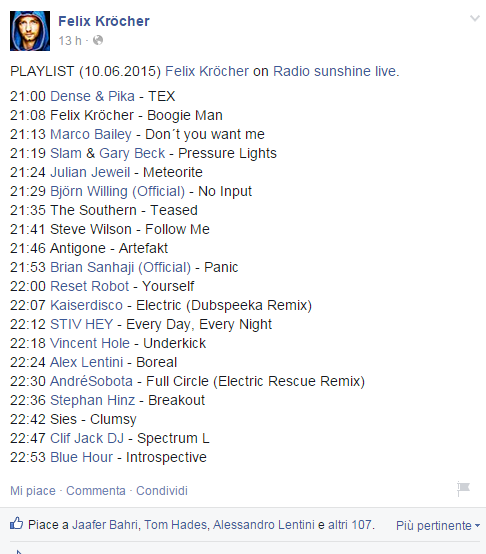 Felix Kröcher
13 h ·
PLAYLIST (10.06.2015) Felix Kröcher on Radio sunshine live.
21:00 Dense & Pika - TEX
21:08 Felix Kröcher - Boogie Man
21:13 Marco Bailey - Don´t you want me
21:19 Slam & Gary Beck - Pressure Lights
21:24 Julian Jeweil - Meteorite
21:29 Björn Willing (Official) - No Input
21:35 The Southern - Teased
21:41 Steve Wilson - Follow Me
21:46 Antigone - Artefakt
21:53 Brian Sanhaji (Official) - Panic
22:00 Reset Robot - Yourself
22:07 Kaiserdisco - Electric (Dubspeeka Remix)
22:12 STIV HEY - Every Day, Every Night
22:18 Vincent Hole - Underkick
22:24 Alex Lentini - Boreal
22:30 AndréSobota - Full Circle (Electric Rescue Remix)
22:36 Stephan Hinz - Breakout
22:42 Sies - Clumsy
22:47 Clif Jack DJ - Spectrum L
22:53 Blue Hour - Introspective
Mi piace · Commenta · Condividi
Piace a Jaafer Bahri, Tom Hades, Alessandro Lentini e altri 107. Più pertinente